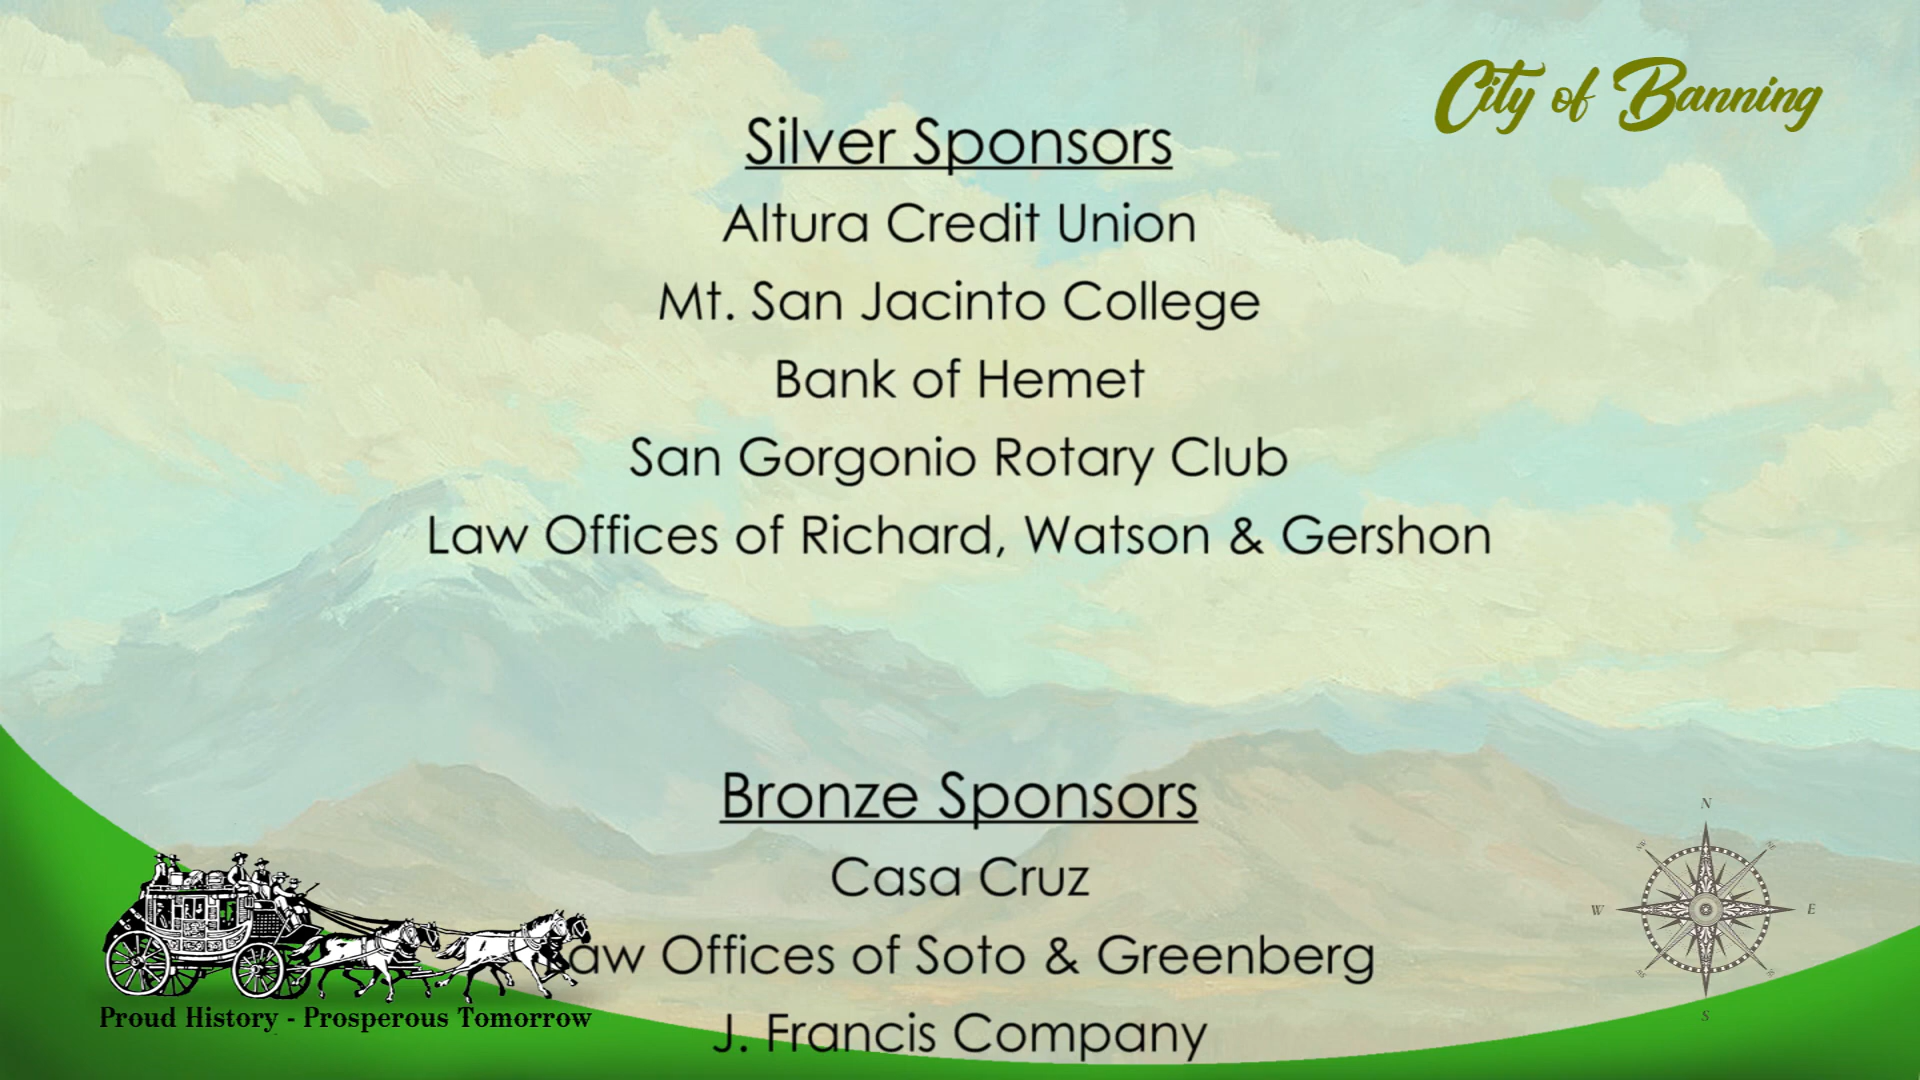 City of Banning
Silver Sponsors
Altura Credit Union
Mt. San Jacinto College
Bank of Hemet
San Gorgonio Rotary Club
Law Offices of Richard, Watson & Gershon
Bronze Sponsors
Casa Cruz
Law Offices of Soto & Greenberg
J. Francis Company
Proud History - Prosperous Tomorrow
N
W
E
S